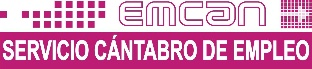 emcan
SERVICIO CÁNTABRO DE EMPLEO